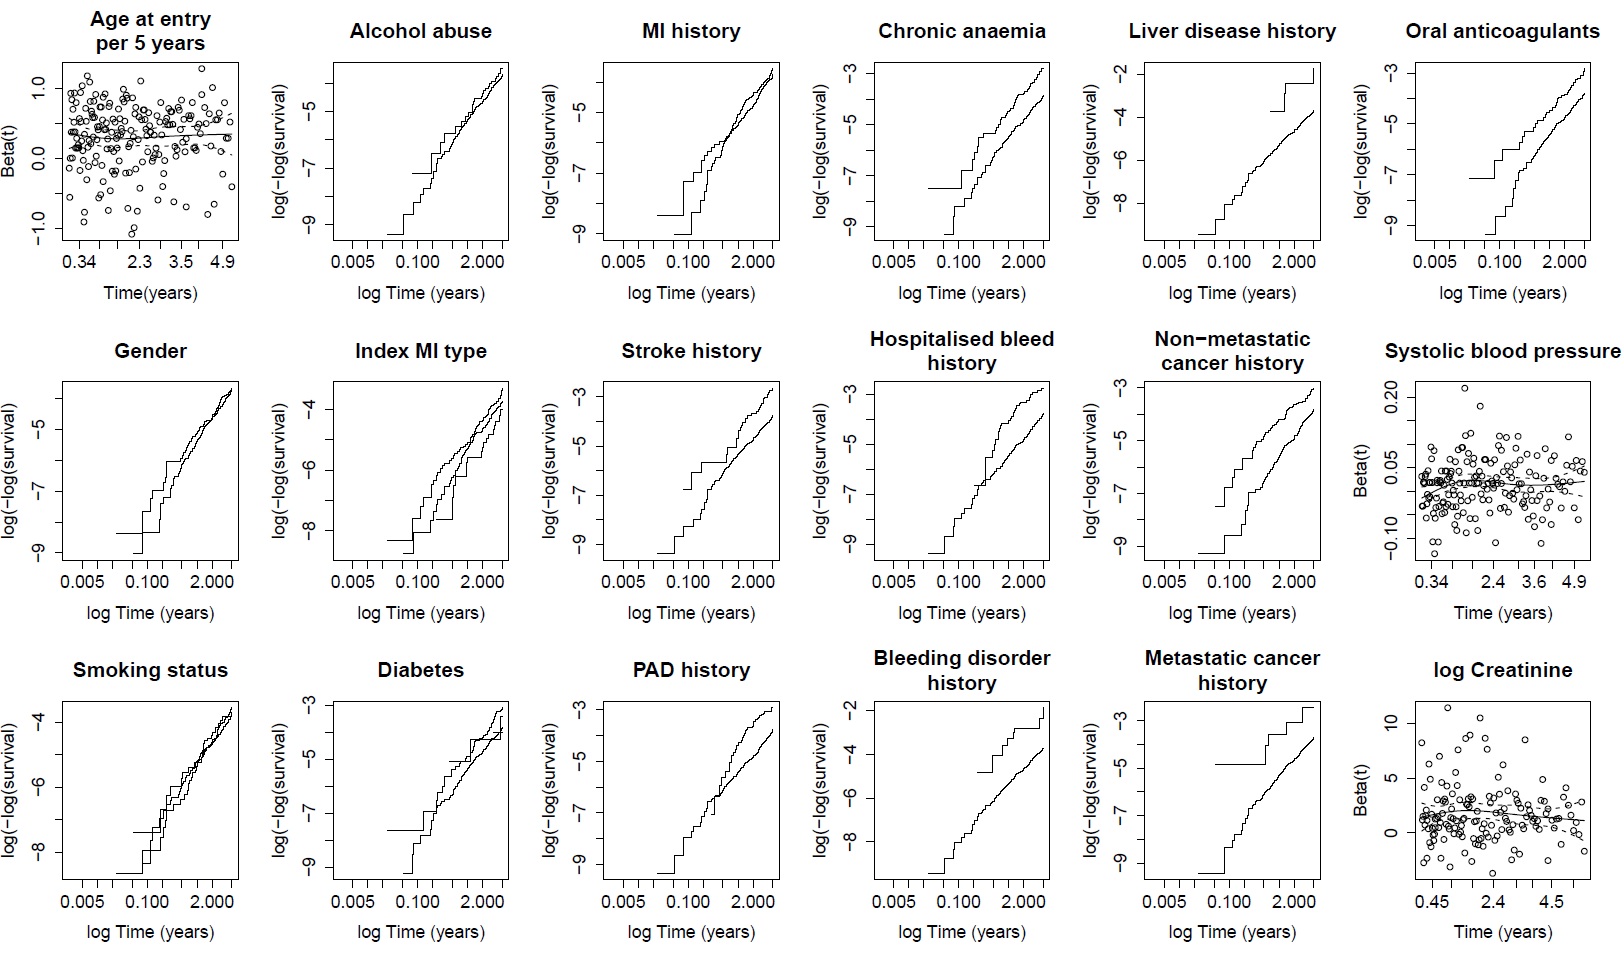 Age at entry
per 5 years
Beta(t)
1.0
0.0
−1.0
0.34 2.3 3.5 4.9
Time(years)
Alcohol abuse
log(−log(survival)
−5
−7
−9
0.005 0.100 2.000
log Time (years)
MI history
log(−log(survival)
−5
−7
−9
0.005 0.100 2.000
log Time (years)
Chronic anaemia
log(−log(survival)
−3
−5
−7
−9
0.005 0.100 2.000
log Time (years)
Liver disease history
log(−log(survival)
−2
−4
−6
−8
0.005 0.100 2.000
log Time (years)
Oral anticoagulants
log(−log(survival)
−3
−5
−7
−9
0.005 0.100 2.000
log Time (years)
Gender
log(−log(survival)
−5
−7
−9
0.005 0.100 2.000
log Time (years)
Index MI type
log(−log(survival)
−4
−6
−8
0.005 0.100 2.000
log Time (years)
Stroke history
log(−log(survival)
−3
−5
−7
−9
0.005 0.100 2.000
log Time (years)
Hospitalised bleed
history
log(−log(survival)
−3
−5
−7
−9
0.005 0.100 2.000
log Time (years)
Non−metastatic
cancer history
log(−log(survival)
−3
−5
−7
−9
0.005 0.100 2.000
log Time (years)
Systolic blood pressure
Beta(t)
0.20
0.05
−0.10
0.34 2.4 3.6 4.9
Time (years)
Smoking status
log(−log(survival)
−4
−6
−8
0.005 0.100 2.000
log Time (years)
Diabetes
log(−log(survival)
−3
−5
−7
−9
0.005 0.100 2.000
log Time (years)
PAD history
log(−log(survival)
−3
−5
−7
−9
0.005 0.100 2.000
log Time (years)
Bleeding disorder
history
log(−log(survival)
−2
−4
−6
−8
0.005 0.100 2.000
log Time (years)
Metastatic cancer
history
log(−log(survival)
−3
−5
−7
−9
0.005 0.100 2.000
log Time (years)
log Creatinine
Beta(t)
10
5
0
0.45 2.4 4.5
Time (years)